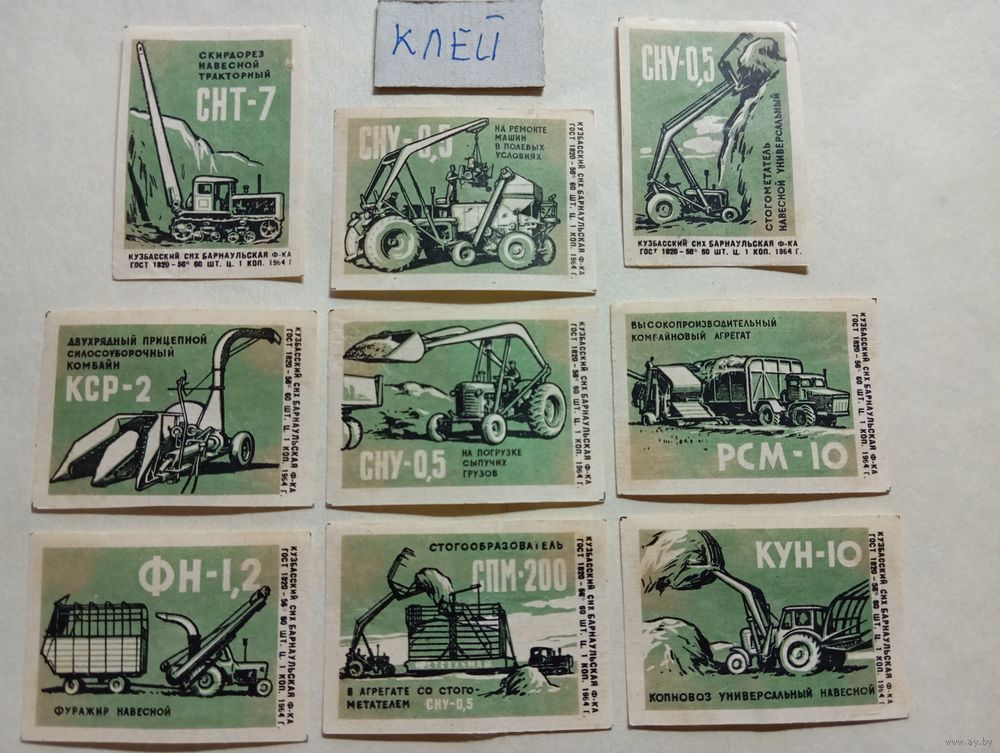 КЛЕЙ
СКИРДОРЕЗ
НАВЕСНОЙ
ТРАКТОРНЫЙ
СНТ-7
КУЗБАССКИЙ СНХ БАРНАУЛЬСКАЯ Ф-КА
ГОСТ 1820-56* 60 ШТ. Ц. 1 КОП. 1964 Г.
СНУ-0,5
НА РЕМОНТЕ
МАШИН
В ПОЛЕВЫХ
УСЛОВИЯХ
КУЗБАССКИЙ СНХ БАРНАУЛЬСКАЯ Ф-КА
ГОСТ 1820-56* 60 ШТ. Ц. 1 КОП. 1964 Г.
СНУ-0,5
СТОГОМЕТАТЕЛЬ
НАВЕСНОЙ УНИВЕРСАЛЬНЫЙ
КУЗБАССКИЙ СНХ БАРНАУЛЬСКАЯ Ф-КА
ГОСТ 1820-56* 60 ШТ. Ц. 1 КОП. 1964 Г.
ДВУХРЯДНЫЙ ПРИЦЕПНОЙ
СИЛОСОУБОРОЧНЫЙ
КОМБАЙН
КСР-2
КУЗБАССКИЙ СНХ БАРНАУЛЬСКАЯ Ф-КА
ГОСТ 1820-56* 60 ШТ. Ц. 1 КОП. 1964 Г.
СНУ-0,5
НА ПОГРУЗКЕ
СЫПУЧИХ
ГРУЗОВ
КУЗБАССКИЙ СНХ БАРНАУЛЬСКАЯ Ф-КА
ГОСТ 1820-56* 60 ШТ. Ц. 1 КОП. 1964 Г.
ВЫСОКОПРОИЗВОДИТЕЛЬНЫЙ
КОМБАЙНОВЫЙ АГРЕГАТ
РСМ-10
КУЗБАССКИЙ СНХ БАРНАУЛЬСКАЯ Ф-КА
ГОСТ 1820-56* 60 ШТ. Ц. 1 КОП. 1964 Г.
ФН-1,2
ФУРАЖИР НАВЕСНОЙ
КУЗБАССКИЙ СНХ БАРНАУЛЬСКАЯ Ф-КА
ГОСТ 1820-56* 60 ШТ. Ц. 1 КОП. 1964 Г.
СТОГООБРАЗОВАТЕЛЬ
СПМ-200
В АГРЕГАТЕ СО СТОГО-
МЕТАТЕЛЕМ СНУ-0,5
КУЗБАССКИЙ СНХ БАРНАУЛЬСКАЯ Ф-КА
ГОСТ 1820-56* 60 ШТ. Ц. 1 КОП. 1964 Г.
КУН-10
КОПНОВОЗ УНИВЕРСАЛЬНЫЙ НАВЕСНОЙ
КУЗБАССКИЙ СНХ БАРНАУЛЬСКАЯ Ф-КА
ГОСТ 1820-56* 60 ШТ. Ц. 1 КОП. 1964 Г.
www.ay.by